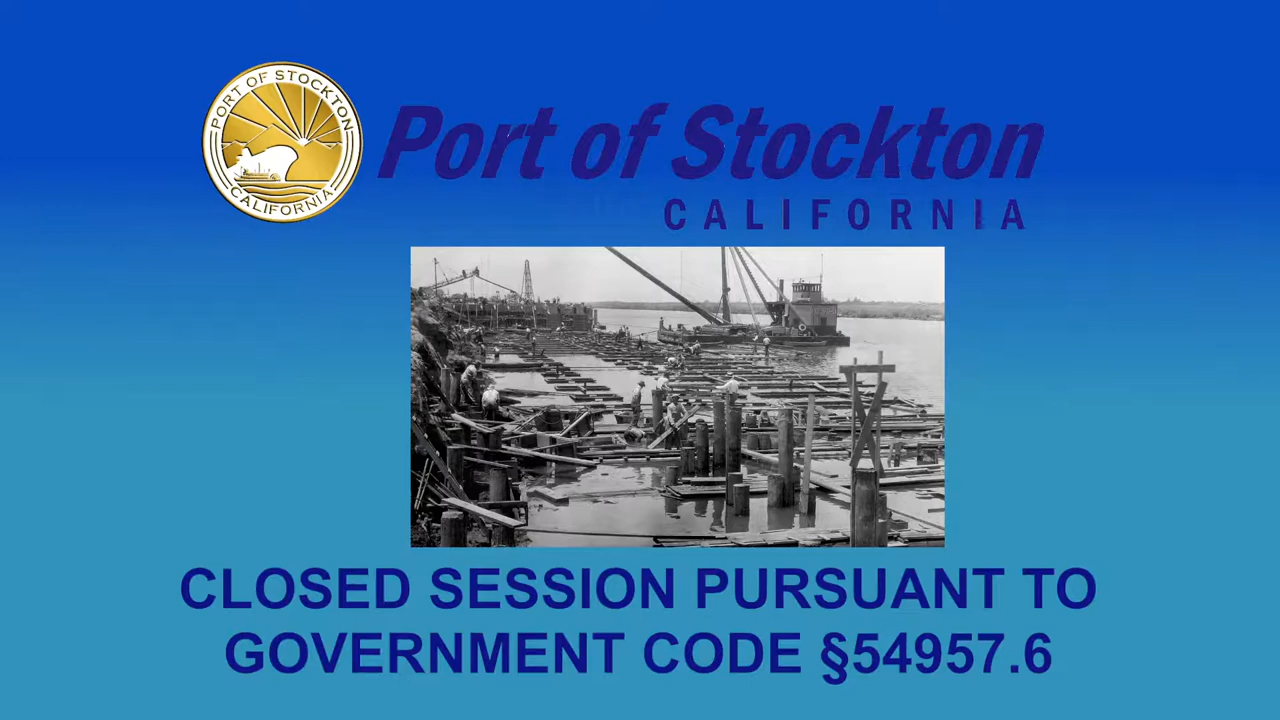 PORT OF STOCKTON
CALIFORNIA
Port of Stockton
CALIFORNIA
CLOSED SESSION PURSUANT TO
GOVERNMENT CODE §54957.6